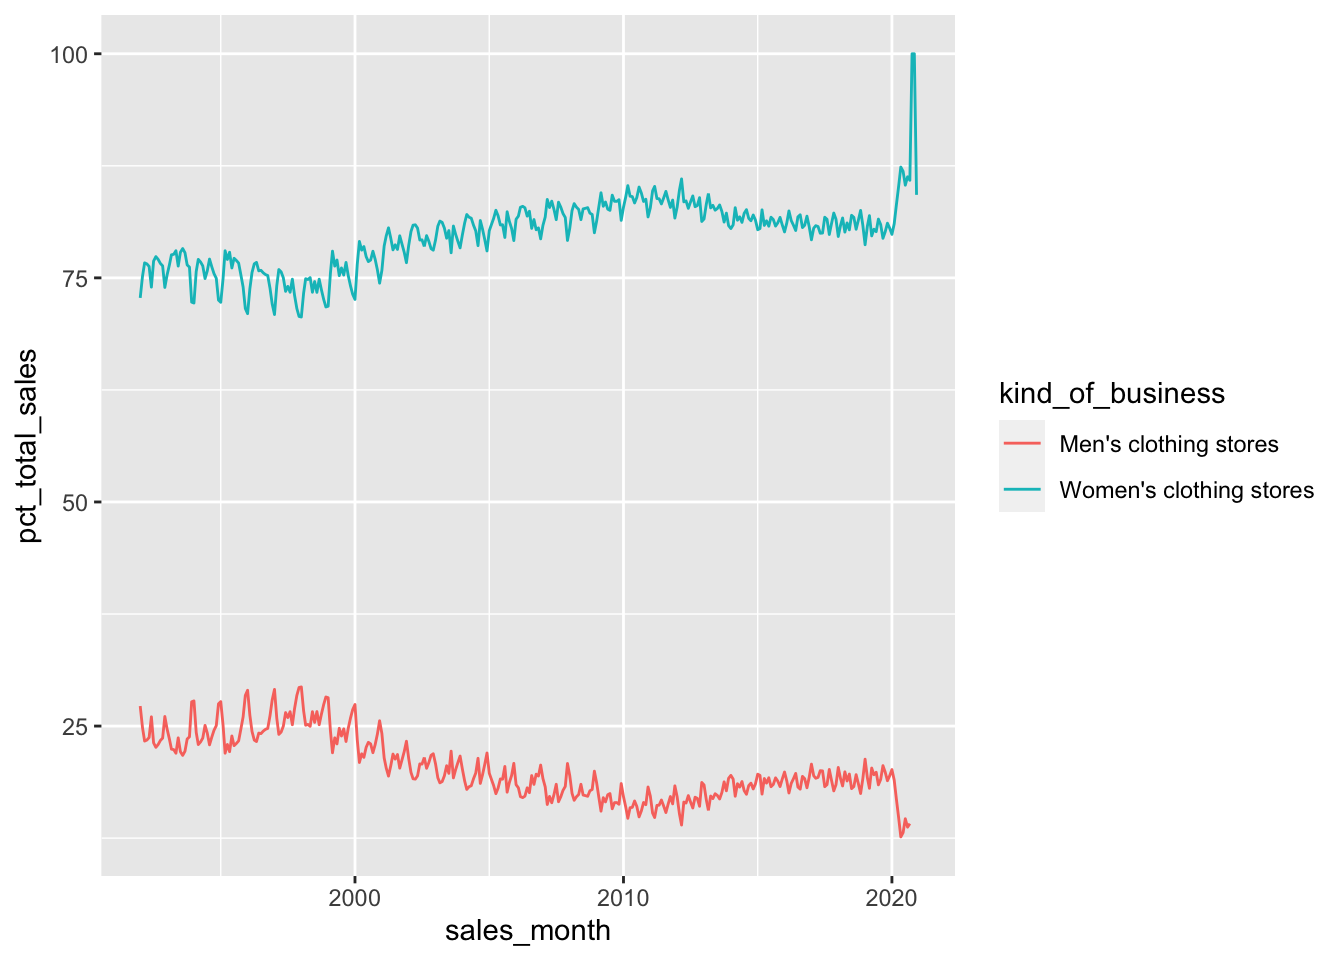 100
75
50
25
pct_total_sales
2000 2010 2020
sales_month
kind_of_business
Men's clothing stores
Women's clothing stores